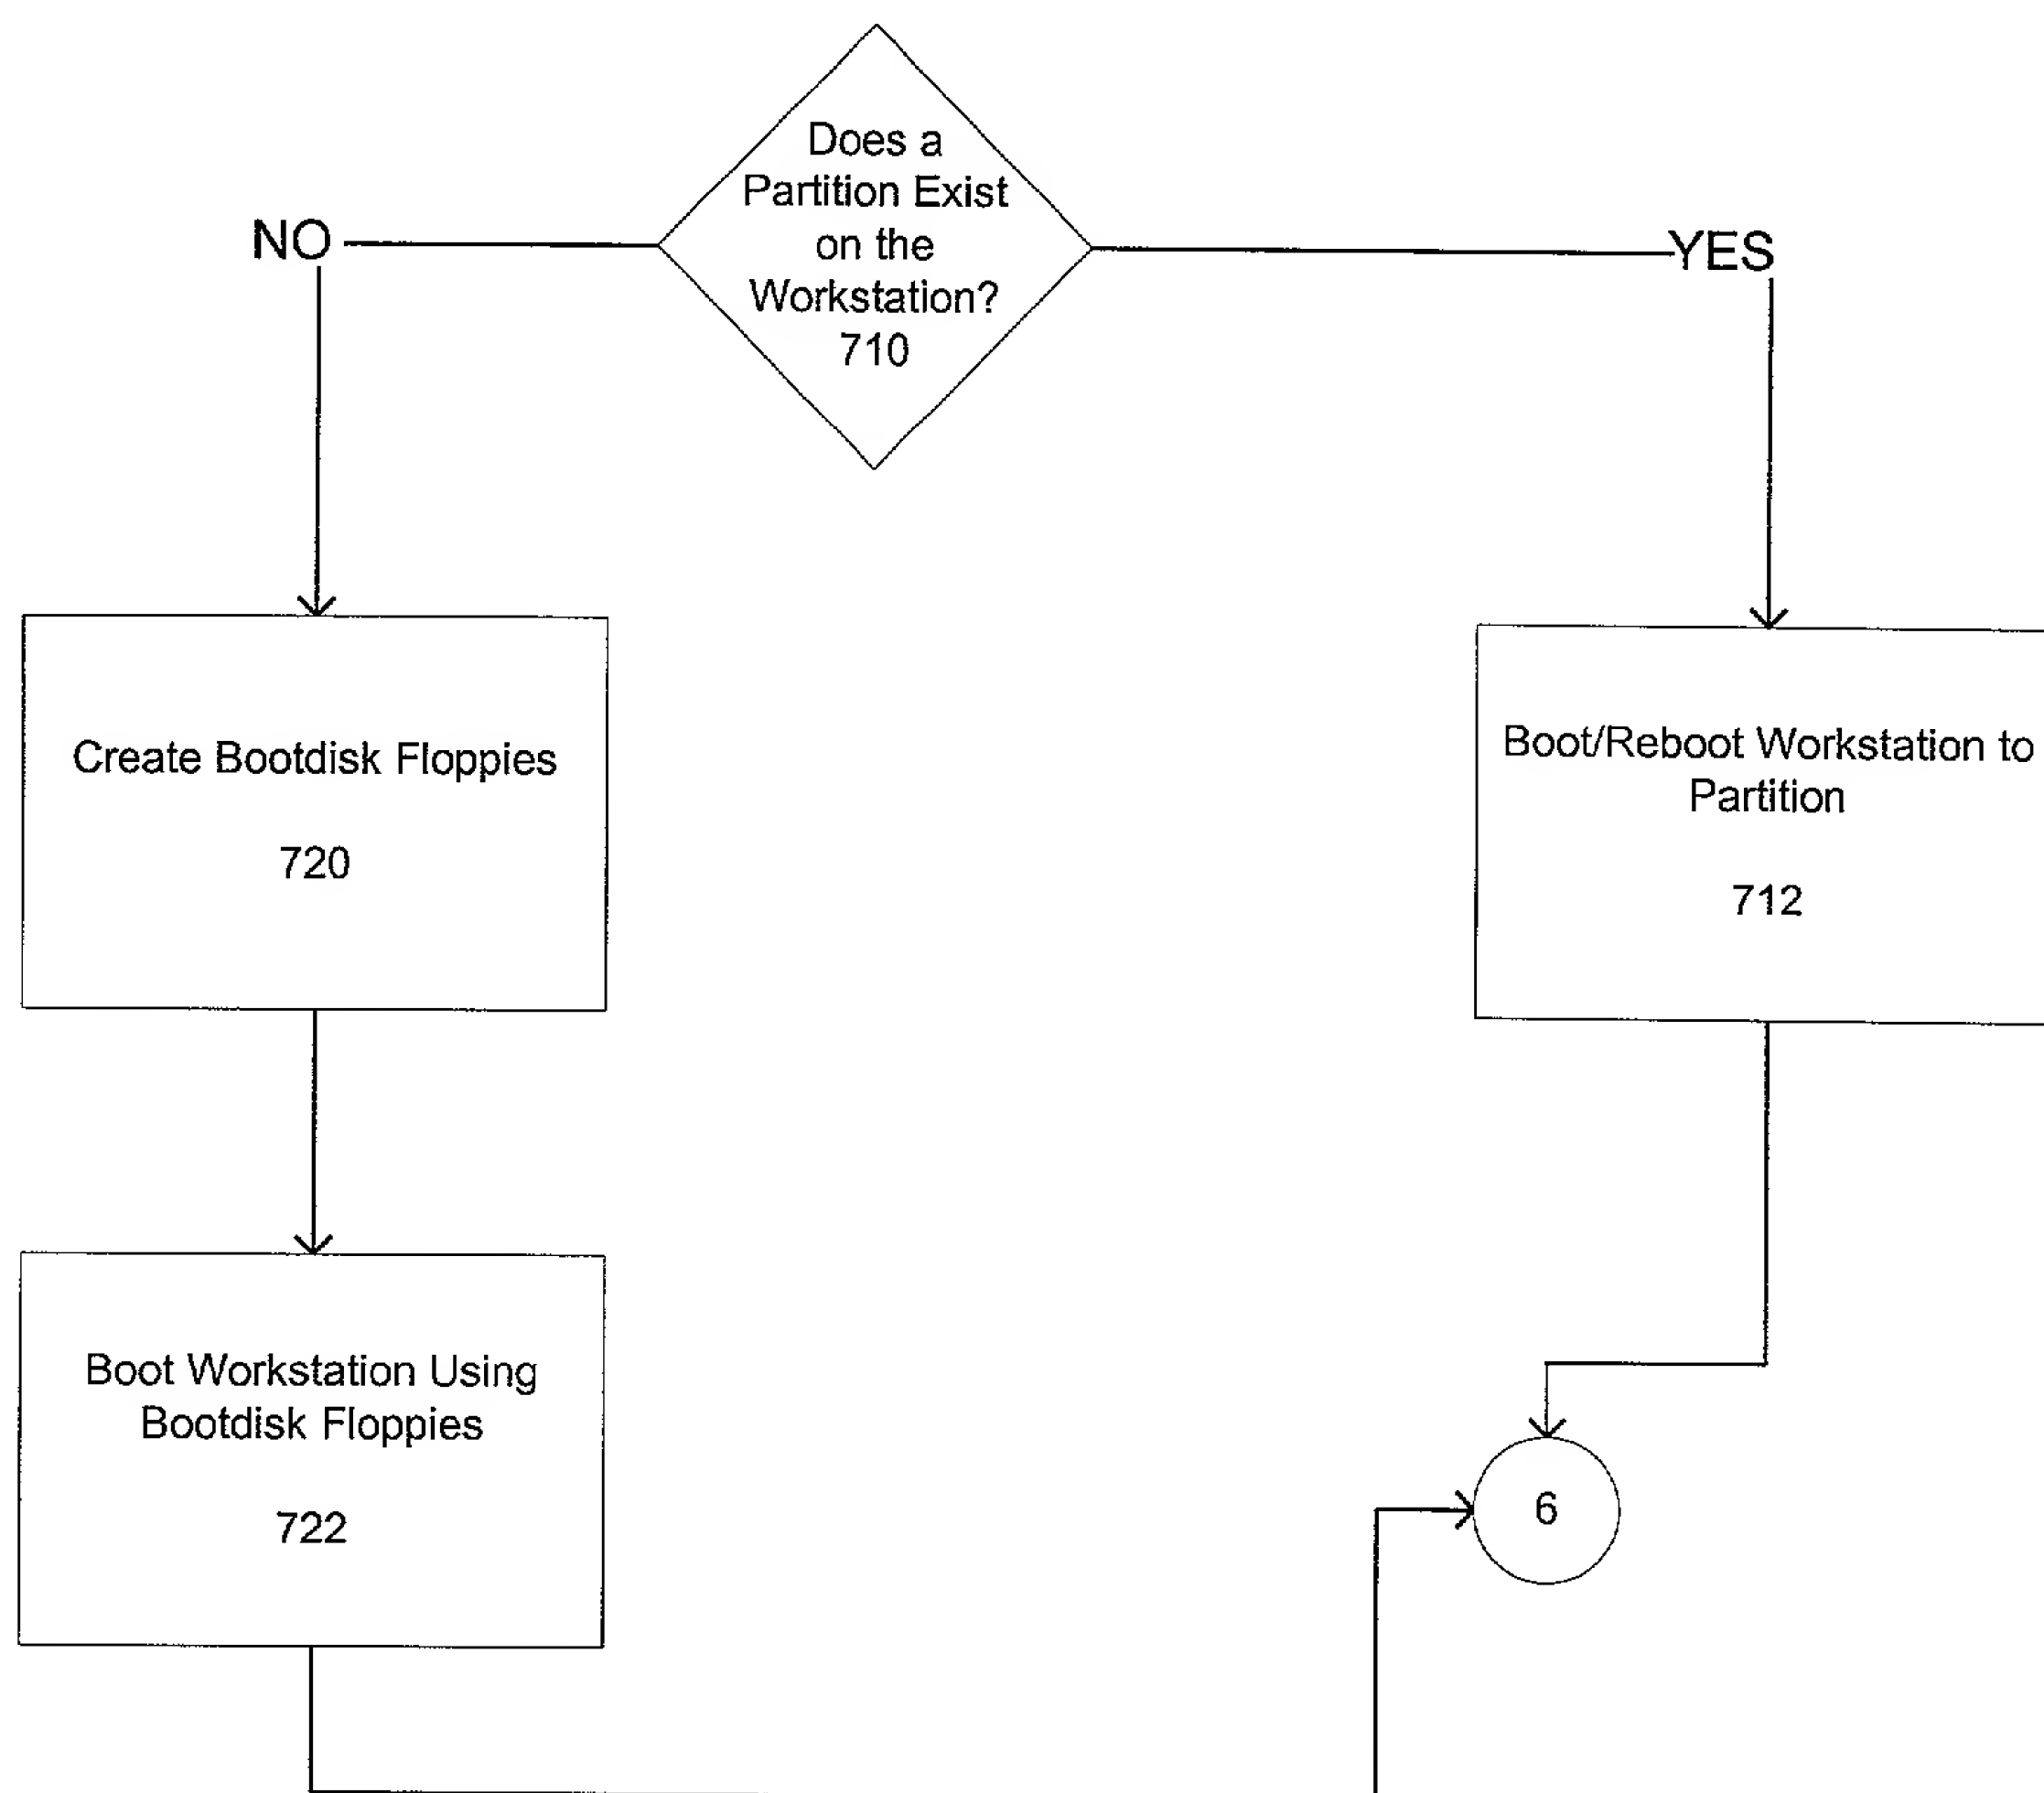 Does a
Partition Exist
on the
Workstation?
710
NO
YES
Create Bootdisk Floppies
720
Boot/Reboot Workstation to
Partition
712
Boot Workstation Using
Bootdisk Floppies
722
6